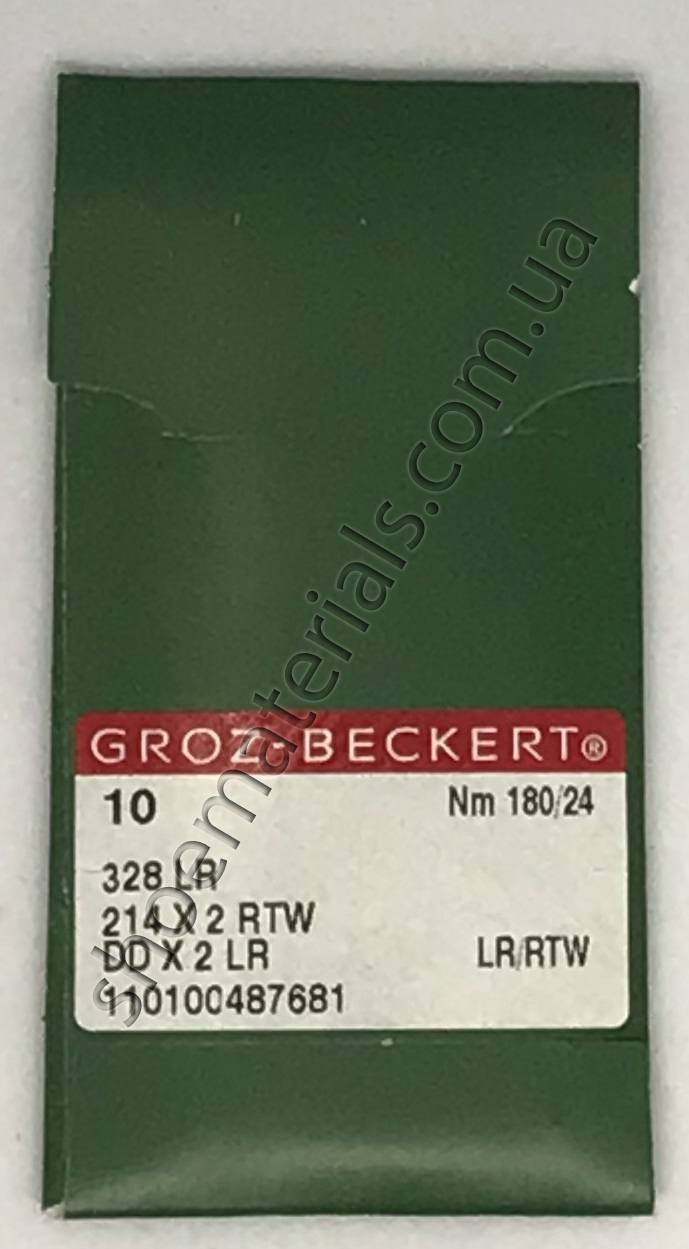 GROZ-BECKERT®
10 Nm 180/24
328 LR
214 X 2 RTW
DD X 2 LR LR/RTW
110100487681
shoematerials.com.ua